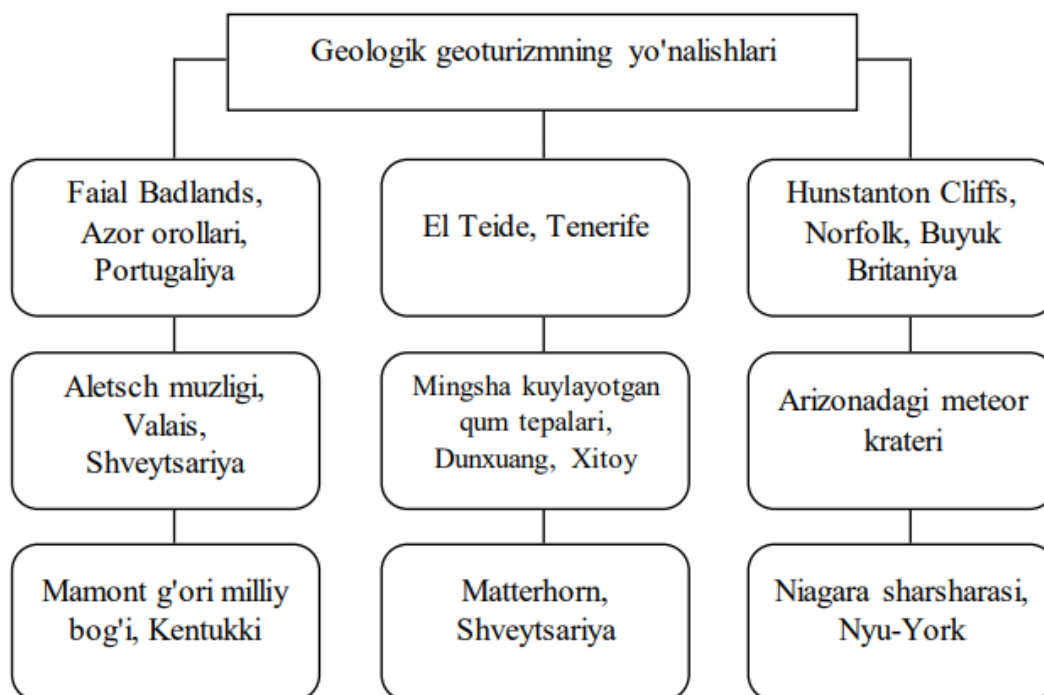 Geologik geoturizmning yo'nalishlari
Faial Badlands,
Azor orollari,
Portugaliya
El Teide, Tenerife
Hunstanton Cliffs,
Norfolk, Buyuk
Britaniya
Aletsch muzligi,
Valais,
Shveytsariya
Mingsha kuylayotgan
qum tepalari,
Dunxuang, Xitoy
Arizonadagi meteor
krateri
Mamont g'ori milliy
bog'i, Kentukki
Matterhorn,
Shveytsariya
Niagara sharsharasi,
Nyu-York